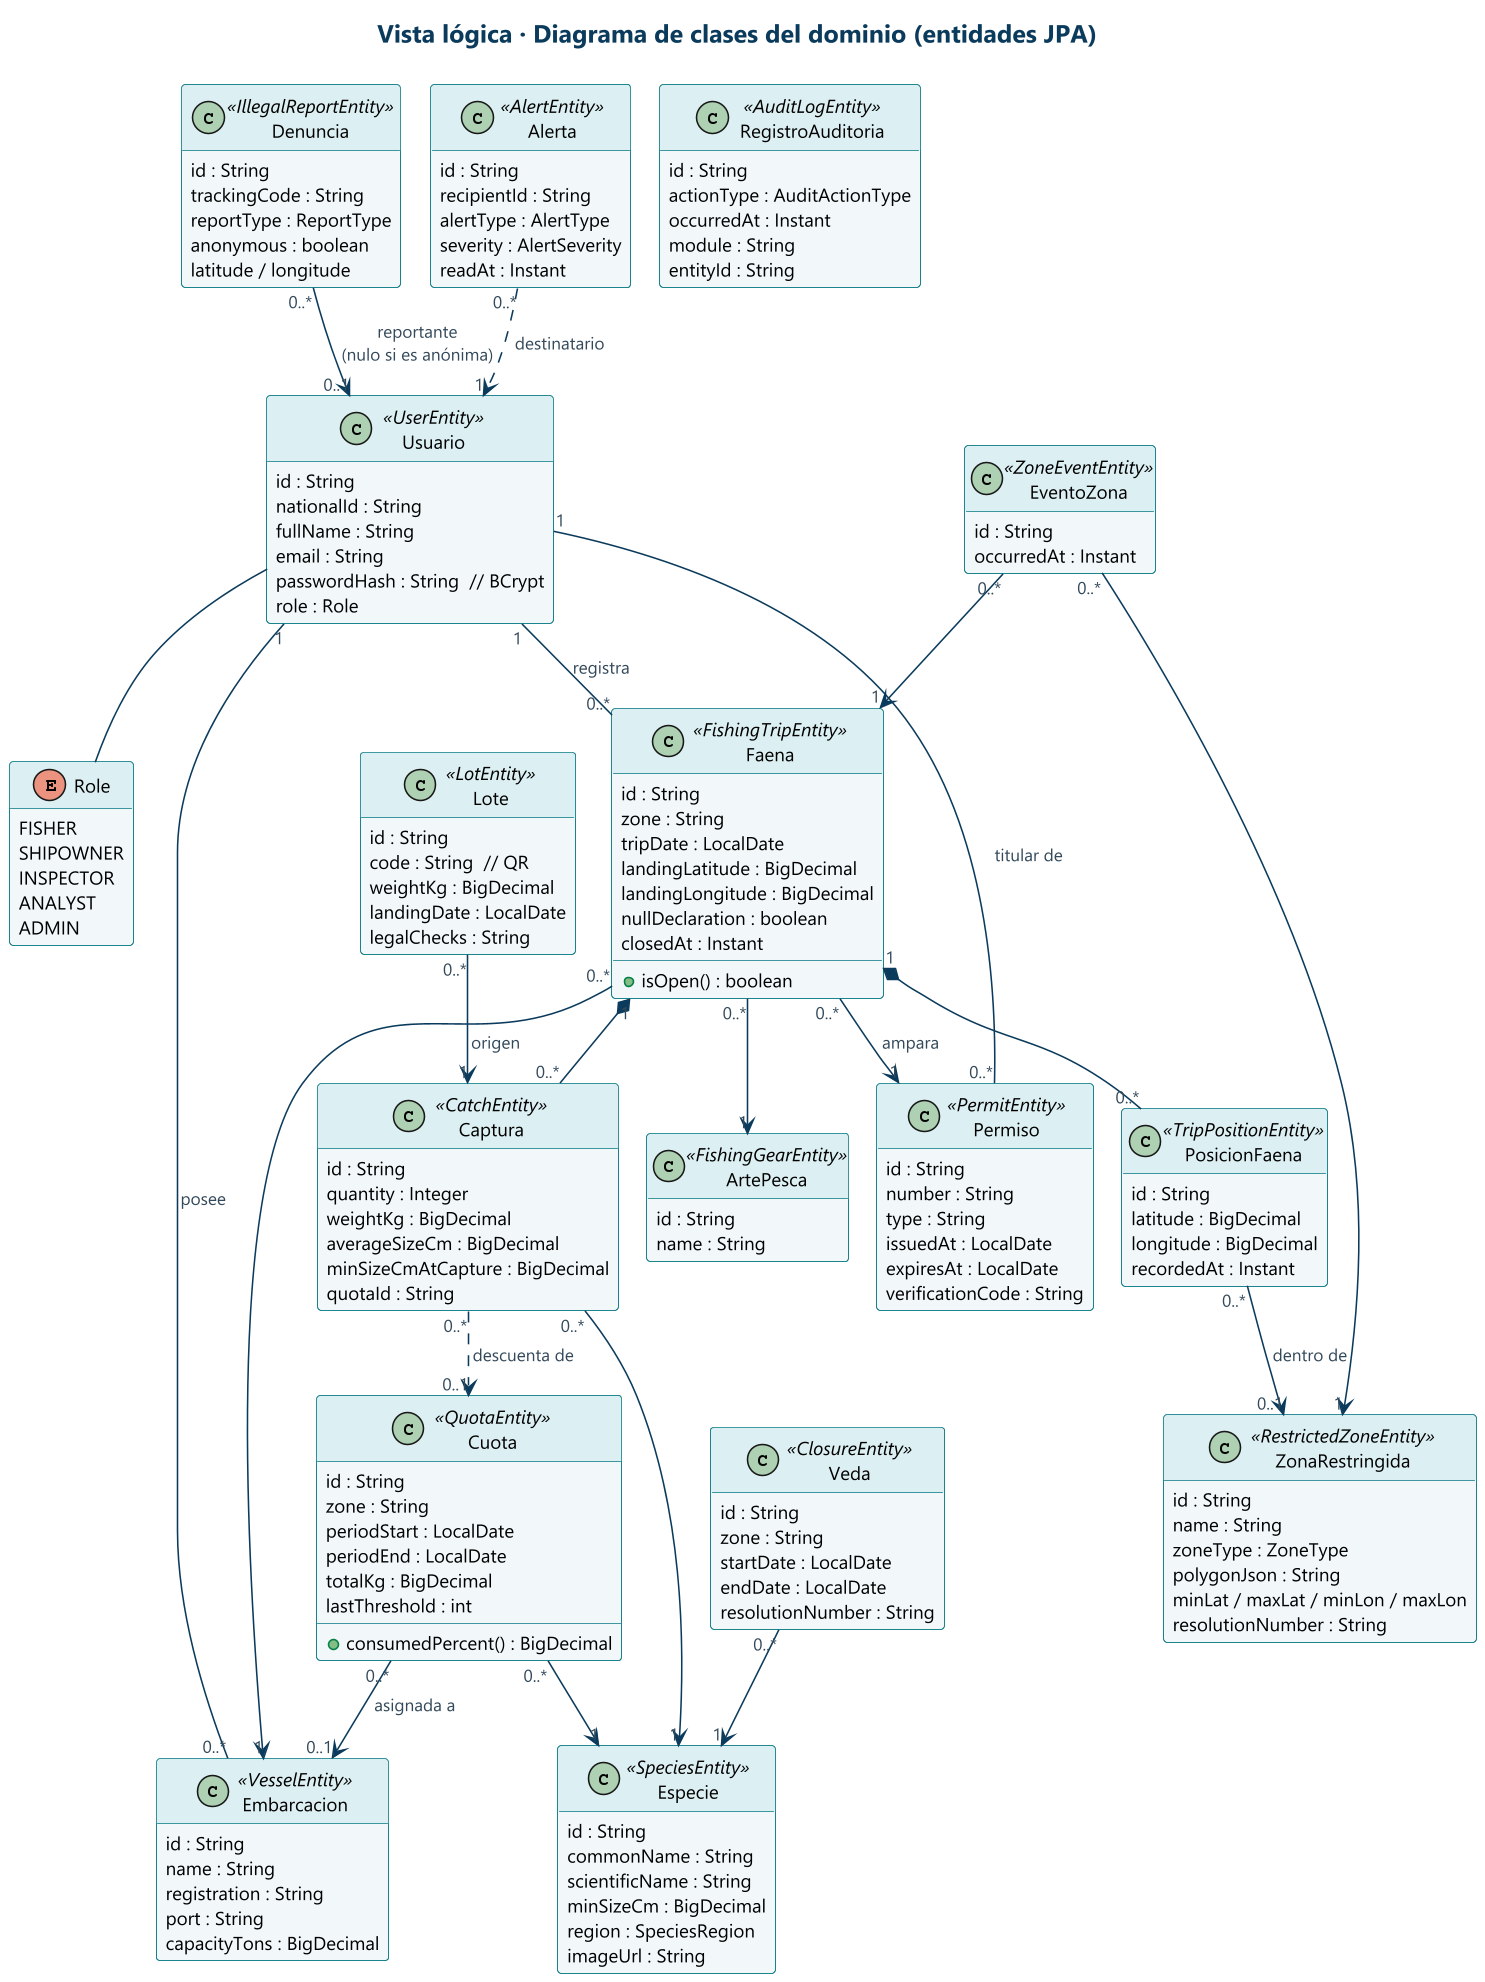 Vista lógica · Diagrama de clases del dominio (entidades JPA)
«IllegalReportEntity»
C
Denuncia
id : String
trackingCode : String
reportType : ReportType
anonymous : boolean
latitude / longitude
«AlertEntity»
C
Alerta
id : String
recipientId : String
alertType : AlertType
severity : AlertSeverity
readAt : Instant
«AuditLogEntity»
C
RegistroAuditoria
id : String
actionType : AuditActionType
occurredAt : Instant
module : String
entityId : String
0..*
reportante
(nulo si es anónima)
0..1
0..*
destinatario
1
«UserEntity»
C
Usuario
id : String
nationalId : String
fullName : String
email : String
passwordHash : String // BCrypt
role : Role
1
1
1
registra
0..*
«ZoneEventEntity»
C
EventoZona
id : String
occurredAt : Instant
0..*
0..*
1
E
Role
FISHER
SHIPOWNER
INSPECTOR
ANALYST
ADMIN
«LotEntity»
C
Lote
id : String
code : String // QR
weightKg : BigDecimal
landingDate : LocalDate
legalChecks : String
«FishingTripEntity»
C
Faena
id : String
zone : String
tripDate : LocalDate
landingLatitude : BigDecimal
landingLongitude : BigDecimal
nullDeclaration : boolean
closedAt : Instant
isOpen() : boolean
titular de
0..*
0..*
1
1
0..*
0..*
origen
1
0..*
1
ampara
1
0..*
0..*
«CatchEntity»
C
Captura
id : String
quantity : Integer
weightKg : BigDecimal
averageSizeCm : BigDecimal
minSizeCmAtCapture : BigDecimal
quotaId : String
«FishingGearEntity»
C
ArtePesca
id : String
name : String
«PermitEntity»
C
Permiso
id : String
number : String
type : String
issuedAt : LocalDate
expiresAt : LocalDate
verificationCode : String
«TripPositionEntity»
C
PosicionFaena
id : String
latitude : BigDecimal
longitude : BigDecimal
recordedAt : Instant
posee
0..*
0..*
descuenta de
0..1
0..*
dentro de
0..1
1
«QuotaEntity»
C
Cuota
id : String
zone : String
periodStart : LocalDate
periodEnd : LocalDate
totalKg : BigDecimal
lastThreshold : int
consumedPercent() : BigDecimal
«ClosureEntity»
C
Veda
id : String
zone : String
startDate : LocalDate
endDate : LocalDate
resolutionNumber : String
«RestrictedZoneEntity»
C
ZonaRestringida
id : String
name : String
zoneType : ZoneType
polygonJson : String
minLat / maxLat / minLon / maxLon
resolutionNumber : String
0..*
0..*
0..*
asignada a
0..*
1
0..1
1
1
1
«VesselEntity»
C
Embarcacion
id : String
name : String
registration : String
port : String
capacityTons : BigDecimal
«SpeciesEntity»
C
Especie
id : String
commonName : String
scientificName : String
minSizeCm : BigDecimal
region : SpeciesRegion
imageUrl : String